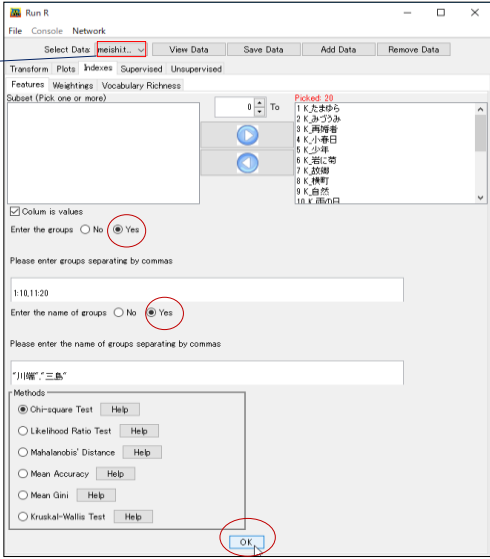 Run R
File Console Network
Select Data: meishi.t... View Data Save Data Add Data Remove Data
Transform Plots Indexes Supervised Unsupervised
Features Weightings Vocabulary Richness
Subset (Pick one or more)
0 To
Picked: 20
1 K_たまゆら
2 K_みづうみ
3 K_再婚者
4 K_小春日
5 K_少年
6 K_岩に菊
7 K_故郷
8 K_横町
9 K_自然
10 K_雨の日
Colum is values
Enter the groups No Yes
Please enter groups separating by commas
1:10,11:20
Enter the name of groups No Yes
Please enter the name of groups separating by commas
"川端","三島"
Methods
Chi-square Test Help
Likelihood Ratio Test Help
Mahalanobis' Distance Help
Mean Accuracy Help
Mean Gini Help
Kruskal-Wallis Test Help
OK